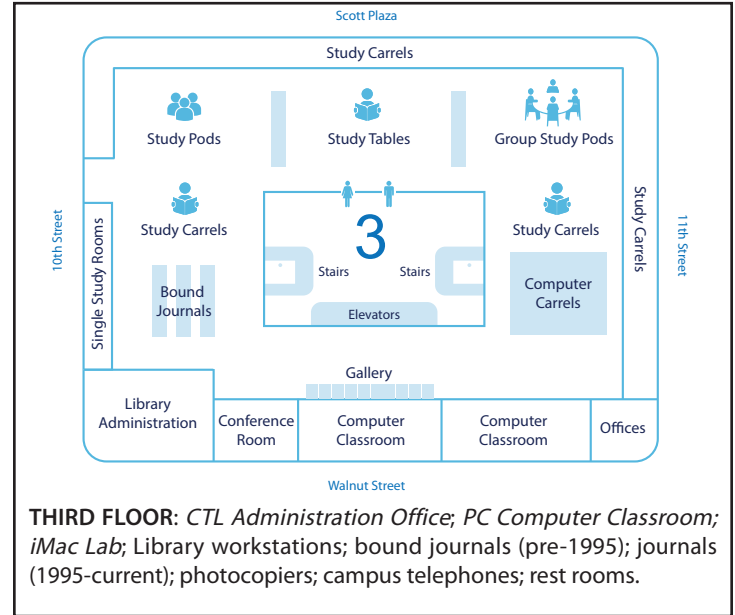 Scott Plaza
Study Carrels
Study Pods
Study Tables
Group Study Pods
10th Street
Single Study Rooms
Study Carrels
3
Study Carrels
Study Carrels
11th Street
Stairs
Stairs
Bound
Journals
Computer
Carrels
Elevators
Gallery
Library
Administration
Conference
Room
Computer
Classroom
Computer
Classroom
Offices
Walnut Street
THIRD FLOOR: CTL Administration Office; PC Computer Classroom;
iMac Lab; Library workstations; bound journals (pre-1995); journals
(1995-current); photocopiers; campus telephones; rest rooms.